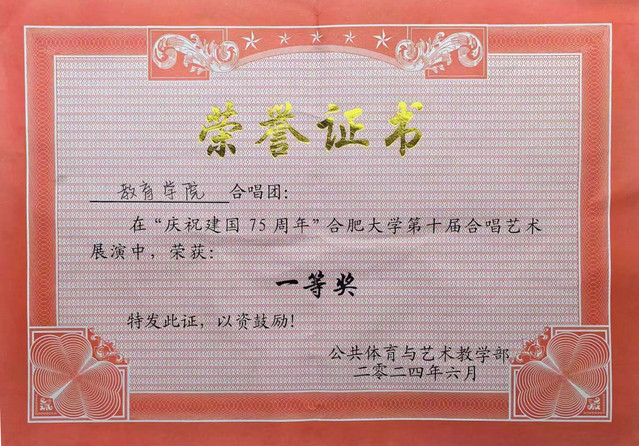 荣誉证书
教育学院 合唱团：
在“庆祝建国75周年”合肥大学第十届合唱艺术
展演中，荣获：
一等奖
特发此证，以资鼓励！
公共体育与艺术教学部
二零二四年六月